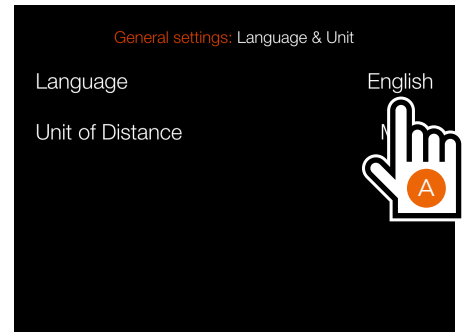 General settings: Language & Unit
Language English
Unit of Distance
A